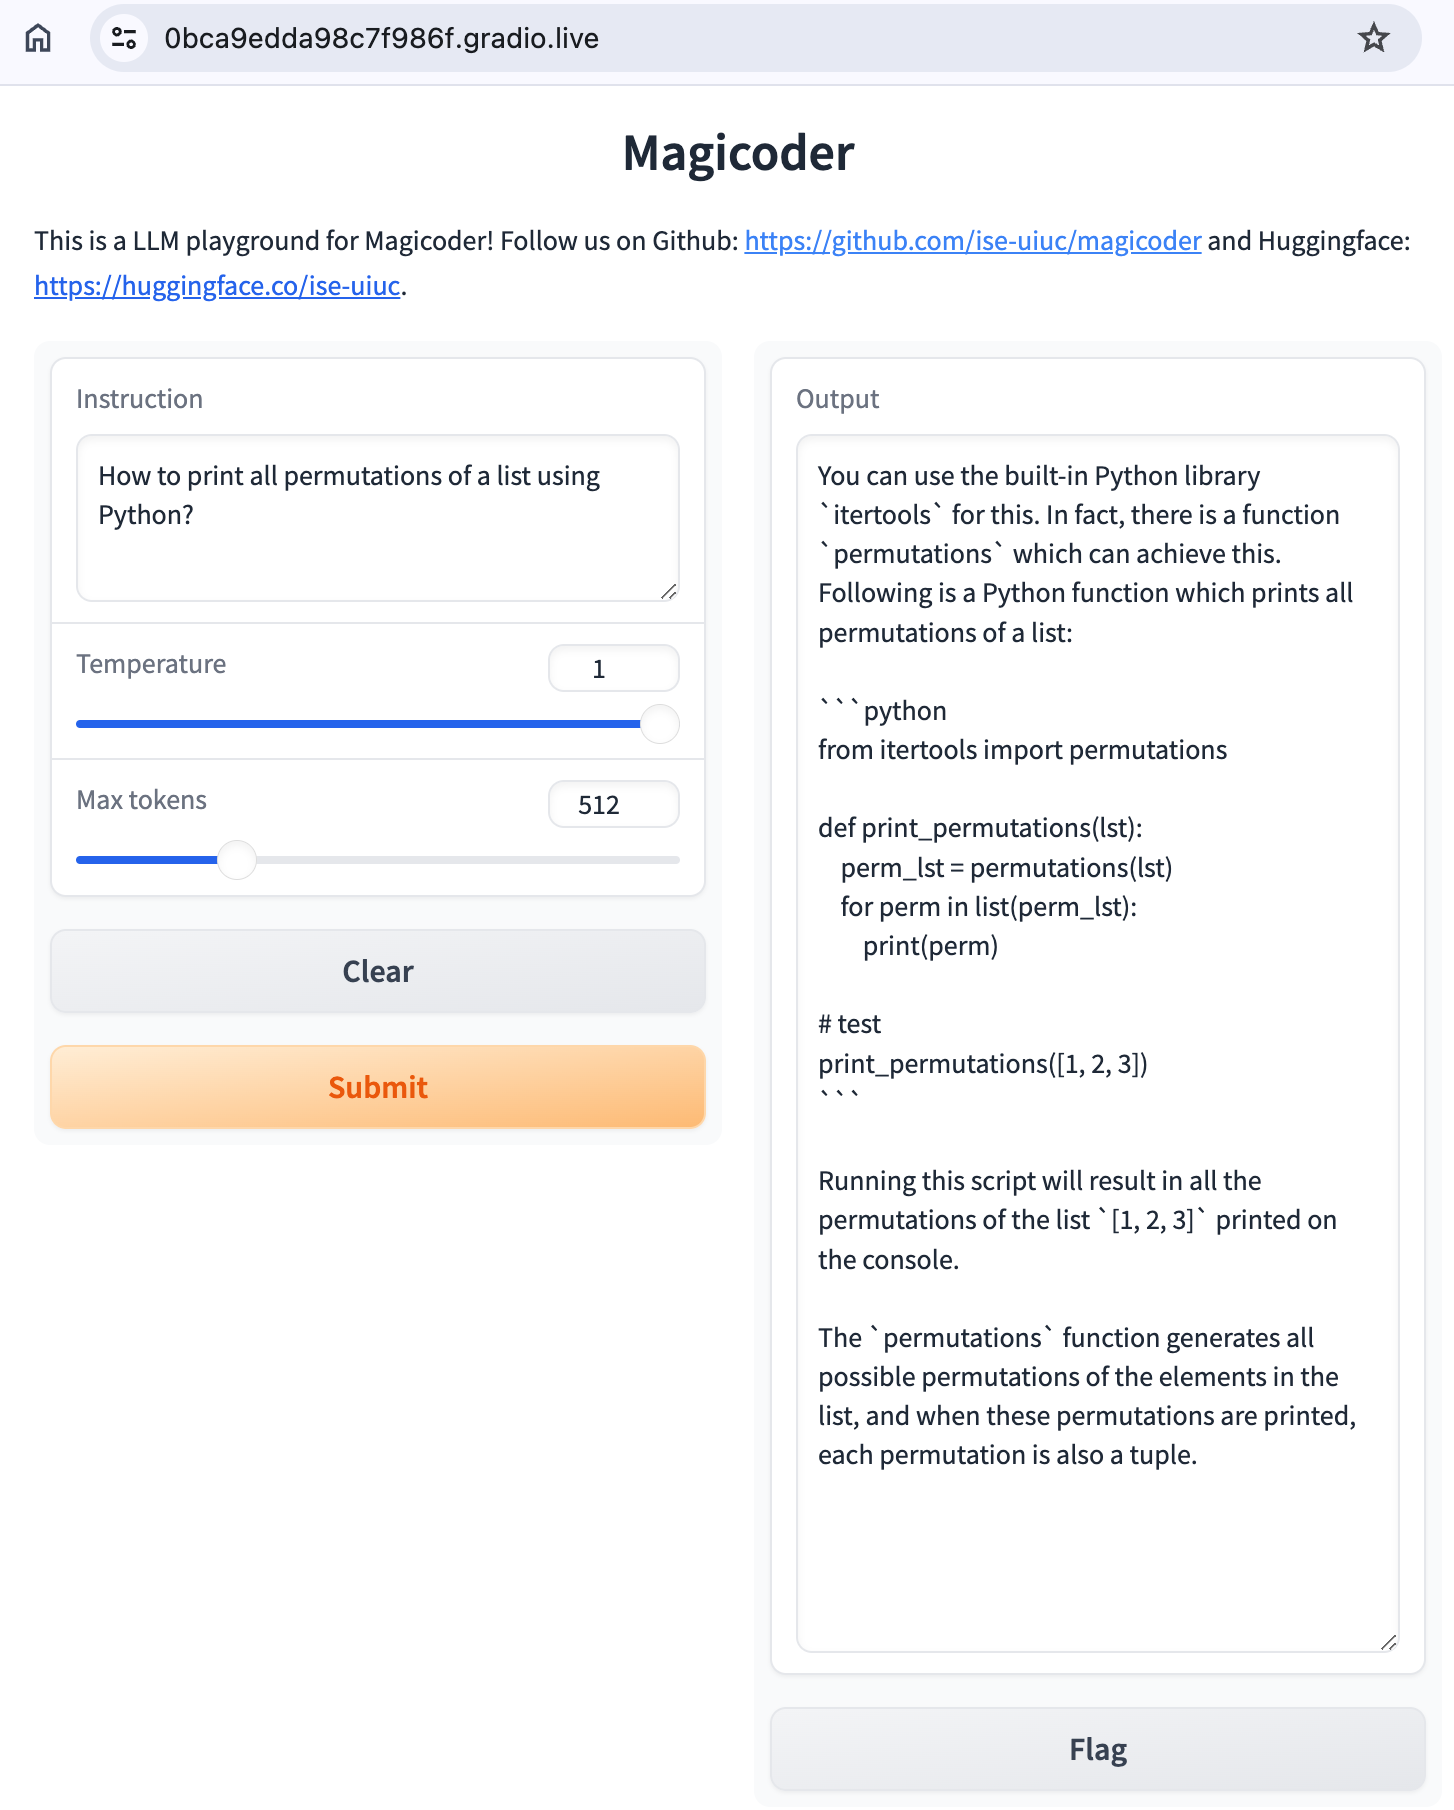 0bca9edda98c7f986f.gradio.live
Magicoder
This is a LLM playground for Magicoder! Follow us on Github: https://github.com/ise-uiuc/magicoder and Huggingface:
https://huggingface.co/ise-uiuc.
Instruction
How to print all permutations of a list using
Python?
Temperature
1
Max tokens
512
Clear
Submit
Output
You can use the built-in Python library
`itertools` for this. In fact, there is a function
`permutations` which can achieve this.
Following is a Python function which prints all
permutations of a list:
```python
from itertools import permutations
def print_permutations(lst):
    perm_lst = permutations(lst)
    for perm in list(perm_lst):
        print(perm)
# test
print_permutations([1, 2, 3])
```
Running this script will result in all the
permutations of the list `[1, 2, 3]` printed on
the console.
The `permutations` function generates all
possible permutations of the elements in the
list, and when these permutations are printed,
each permutation is also a tuple.
Flag